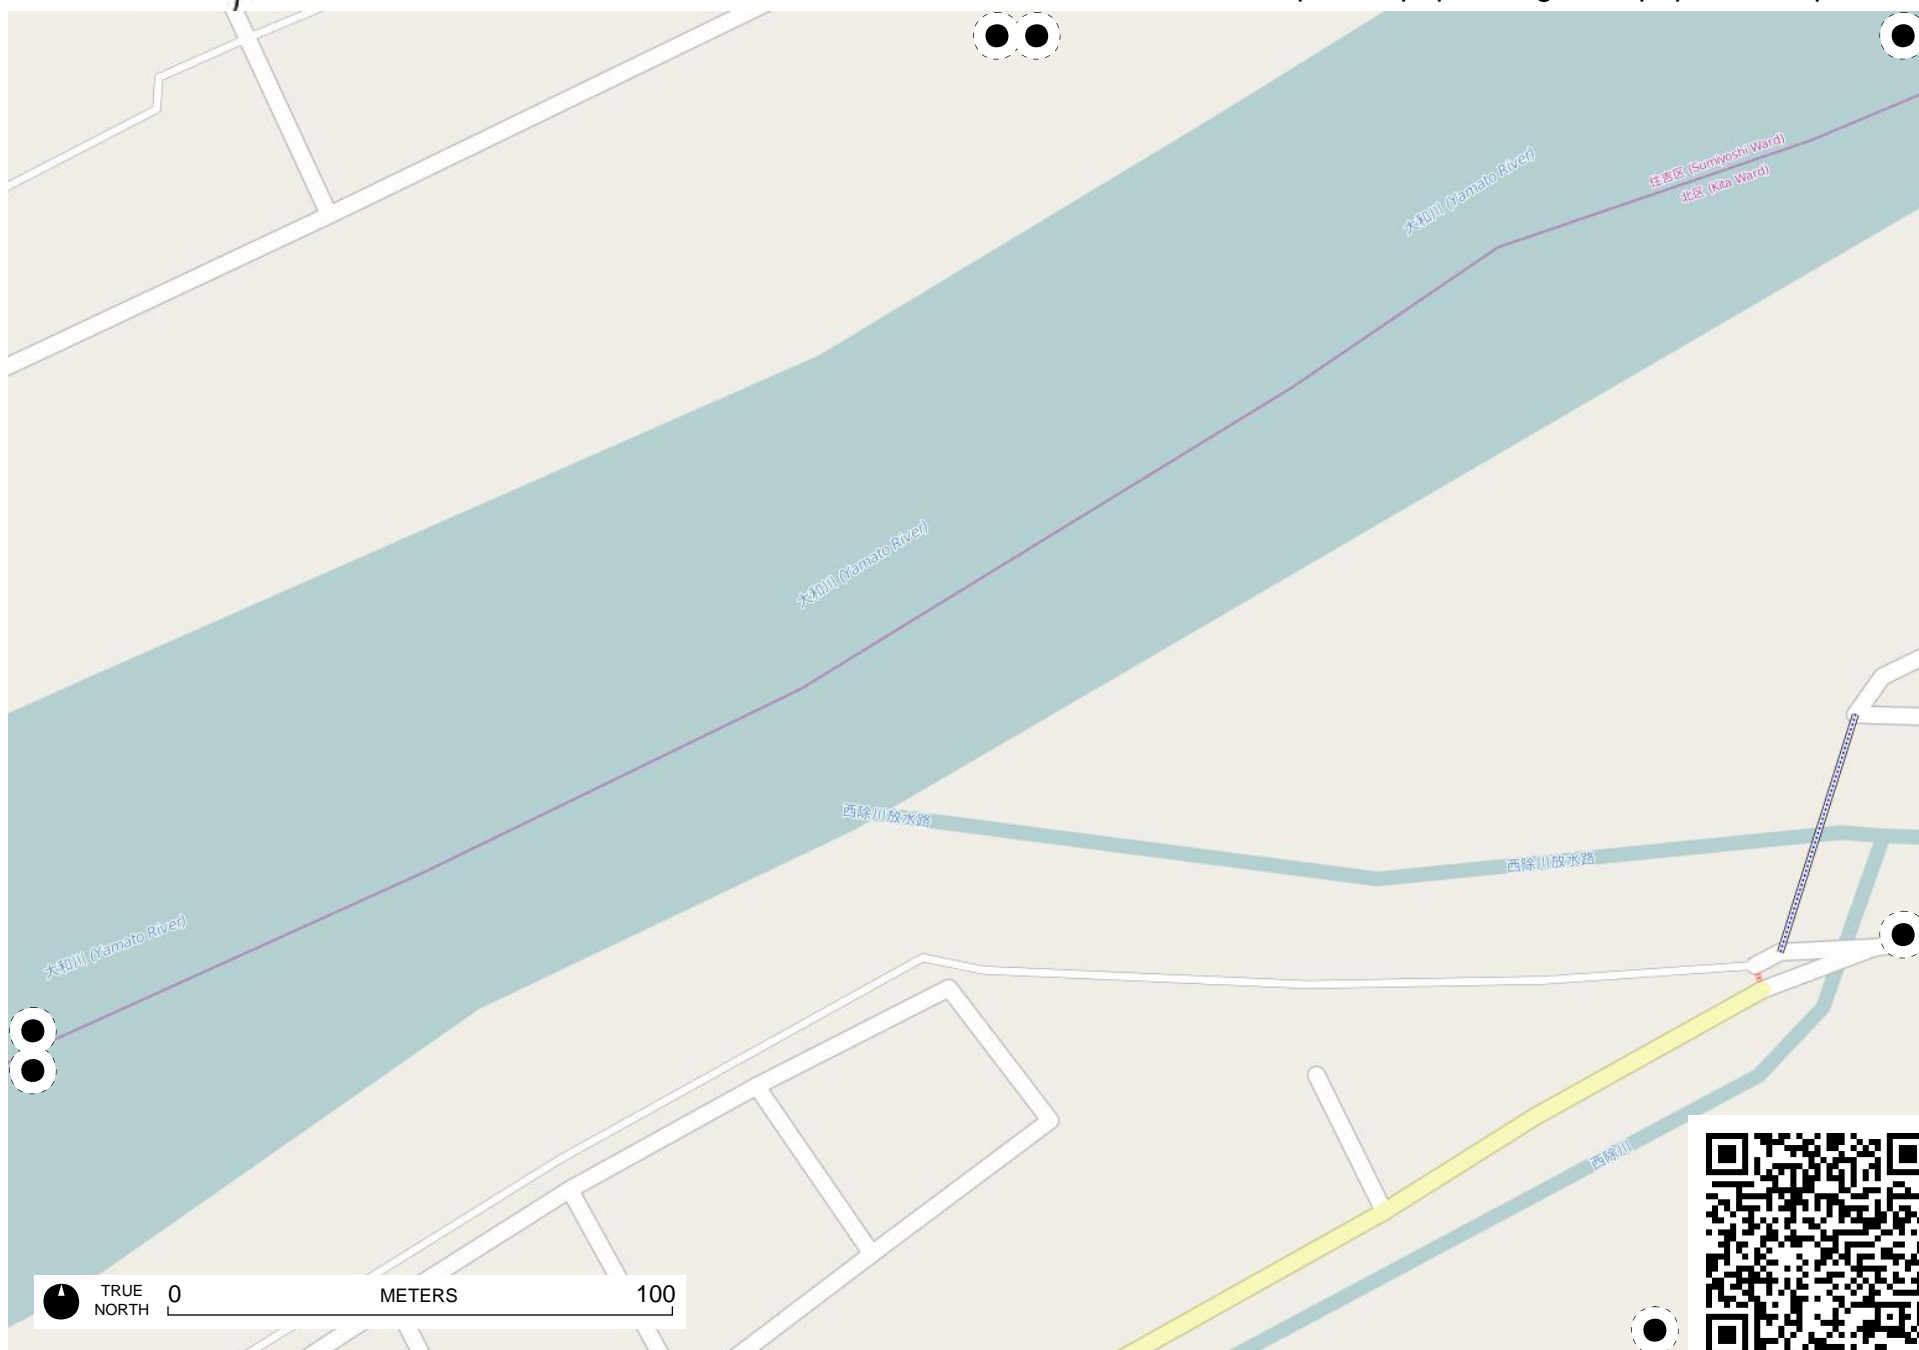 住吉区 (Sumiyoshi Ward)
北区 (Kita Ward)
大和川 (Yamato River)
大和川 (Yamato River)
西除川放水路
西除川放水路
大和川 (Yamato River)
西除川
TRUE NORTH
0 METERS 100